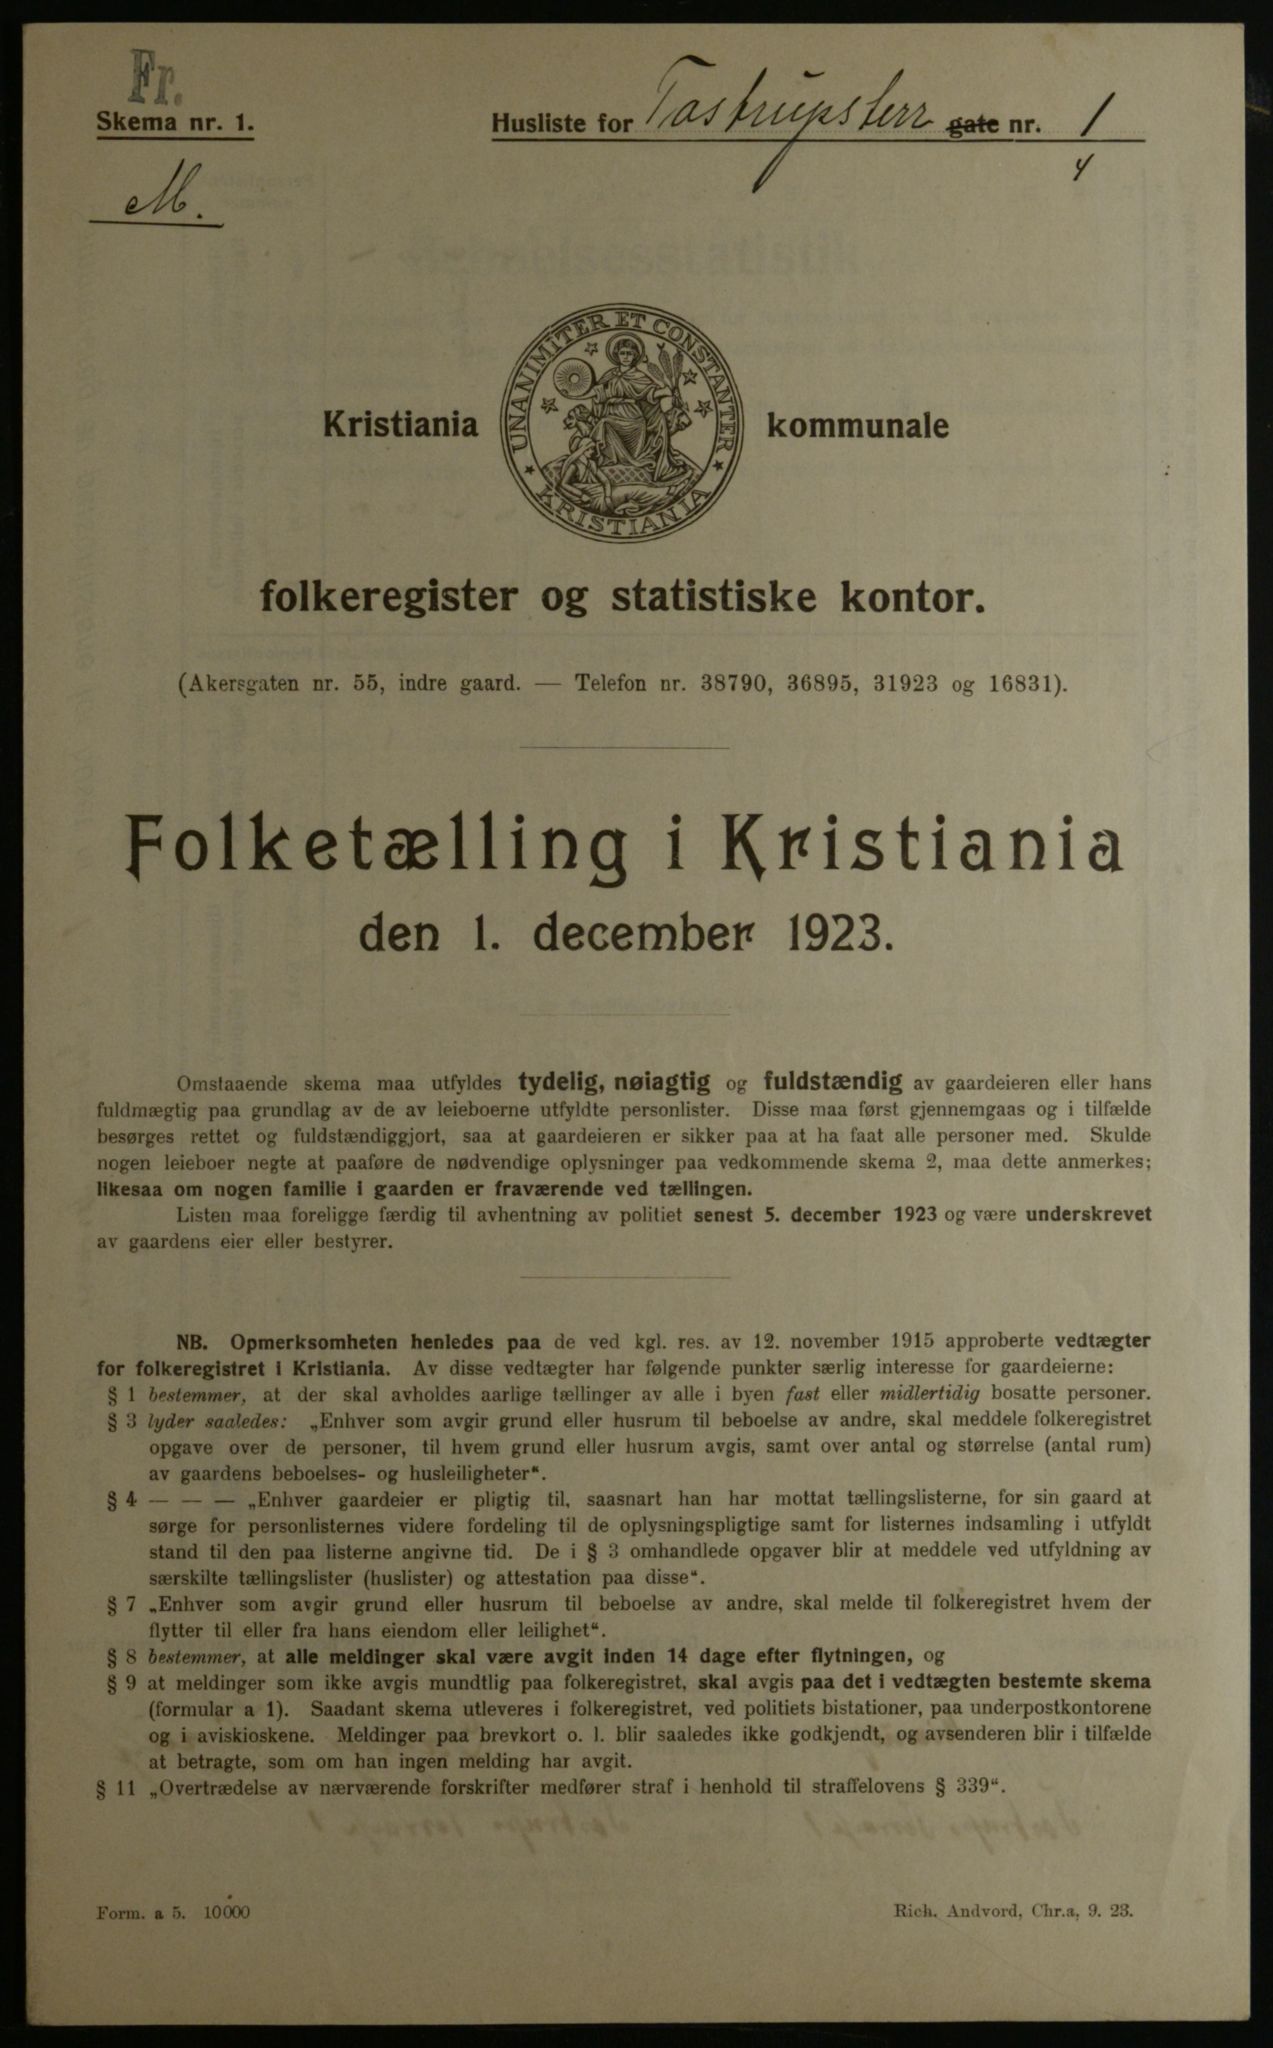 Fr.
Skema nr. 1.
Husliste for Tostrupsterr gate nr. 1
4
M.
UNANIMITER ET CONSTANTER
KRISTIANIA
Kristiania kommunale
folkeregister og statistiske kontor.
(Akersgaten nr. 55, indre gaard. — Telefon nr. 38790, 36895, 31923 og 16831).
Folketælling i Kristiania
den 1. december 1923.
Omstaaende skema maa utfyldes tydelig, nøiagtig og fuldstændig av gaardeieren eller hans
fuldmægtig paa grundlag av de av leieboerne utfyldte personlister. Disse maa først gjennemgaas og i tilfælde
besørges rettet og fuldstændiggjort, saa at gaardeieren er sikker paa at ha faat alle personer med. Skulde
nogen leieboer negte at paaføre de nødvendige oplysninger paa vedkommende skema 2, maa dette anmerkes;
likesaa om nogen familie i gaarden er fraværende ved tællingen.
Listen maa foreligge færdig til avhentning av politiet senest 5. december 1923 og være underskrevet
av gaardens eier eller bestyrer.
NB. Opmerksomheten henledes paa de ved kgl. res. av 12. november 1915 approberte vedtægter
for folkeregistret i Kristiania. Av disse vedtægter har følgende punkter særlig interesse for gaardeierne:
§ 1 bestemmer, at der skal avholdes aarlige tællinger av alle i byen fast eller midlertidig bosatte personer.
§ 3 lyder saaledes: „Enhver som avgir grund eller husrum til beboelse av andre, skal meddele folkeregistret
opgave over de personer, til hvem grund eller husrum avgis, samt over antal og størrelse (antal rum)
av gaardens beboelses- og husleiligheter“.
§ 4 — — — „Enhver gaardeier er pligtig til, saasnart han har mottat tællingslisterne, for sin gaard at
sørge for personlisternes videre fordeling til de oplysningspligtige samt for listernes indsamling i utfyldt
stand til den paa listerne angivne tid. De i § 3 omhandlede opgaver blir at meddele ved utfyldning av
særskilte tællingslister (huslister) og attestation paa disse“.
§ 7 „Enhver som avgir grund eller husrum til beboelse av andre, skal melde til folkeregistret hvem der
flytter til eller fra hans eiendom eller leilighet“.
§ 8 bestemmer, at alle meldinger skal være avgit inden 14 dage efter flytningen, og
§ 9 at meldinger som ikke avgis mundtlig paa folkeregistret, skal avgis paa det i vedtægten bestemte skema
(formular a 1). Saadant skema utleveres i folkeregistret, ved politiets bistationer, paa underpostkontorene
og i aviskioskene. Meldinger paa brevkort o. l. blir saaledes ikke godkjendt, og avsenderen blir i tilfælde
at betragte, som om han ingen melding har avgit.
§ 11 „Overtrædelse av nærværende forskrifter medfører straf i henhold til straffelovens § 339“.
Form. a 5. 10000
Rich. Andvord, Chr.a, 9. 23.